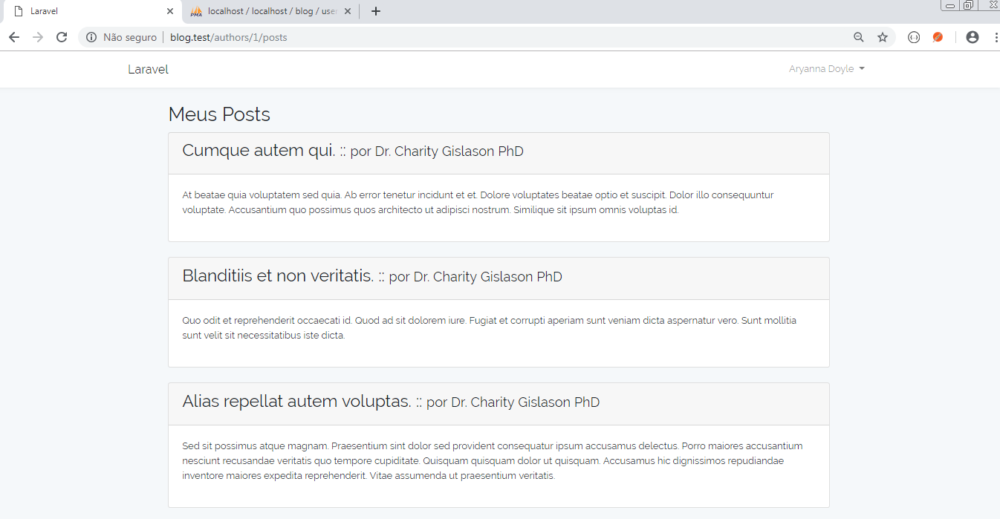 Laravel
localhost / localhost / blog / user
Não seguro
blog.test/authors/1/posts
Laravel
Aryanna Doyle
Meus Posts
Cumque autem qui. :: por Dr. Charity Gislason PhD
At beatae quia voluptatem sed quia. Ab error tenetur incidunt et et. Dolore voluptates beatae optio et suscipit. Dolor illo consequuntur
voluptate. Accusantium quo possimus quos architecto ut adipisci nostrum. Similique sit ipsum omnis voluptas id.
Blanditiis et non veritatis. :: por Dr. Charity Gislason PhD
Quo odit et reprehenderit occaecati id. Quod ad sit dolorem iure. Fugiat et corrupti aperiam sunt veniam dicta aspernatur vero. Sunt mollitia
sunt velit sit necessitatibus iste dicta.
Alias repellat autem voluptas. :: por Dr. Charity Gislason PhD
Sed sit possimus atque magnam. Praesentium sint dolor sed provident consequatur ipsum accusamus delectus. Porro maiores accusantium
nesciunt recusandae veritatis quo tempore cupiditate. Quisquam quisquam dolor ut quisquam. Accusamus hic dignissimos repudiandae
inventore maiores expedita reprehenderit. Vitae assumenda ut praesentium veritatis.